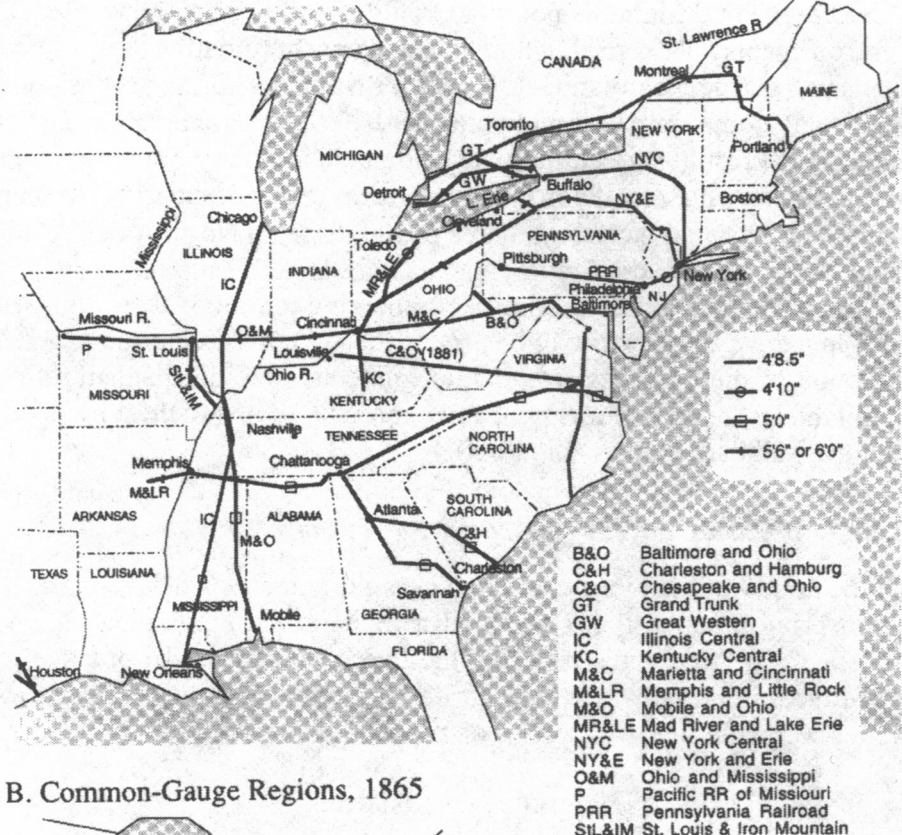 St. Lawrence R
CANADA
Montreal
GT
MAINE
Toronto
NEW YORK
Portland
MICHIGAN
GT
NYC
GW
Detroit
Buffalo
Boston
L. Erie
NY&E
Mississippi
Chicago
Cleveland
Toledo
PENNSYLVANIA
ILLINOIS
Pittsburgh
INDIANA
MR&LE
PRR
New York
IC
OHIO
Philadelphia
NJ
Baltimore
Missouri R.
M&C
O&M
Cincinnati
B&O
P
St. Louis
Louisville
C&O (1881)
VIRGINIA
4'8.5"
Ohio R.
StL&IM
KC
4'10"
MISSOURI
KENTUCKY
5'0"
Nashville
NORTH
CAROLINA
TENNESSEE
5'6" or 6'0"
Memphis
Chattanooga
M&LR
SOUTH
CAROLINA
Atlanta
ARKANSAS
IC
ALABAMA
C&H
M&O
Charleston
TEXAS
LOUISIANA
Savannah
MISSISSIPPI
Mobile
GEORGIA
FLORIDA
Houston
New Orleans
B&O Baltimore and Ohio
C&H Charleston and Hamburg
C&O Chesapeake and Ohio
GT Grand Trunk
GW Great Western
IC Illinois Central
KC Kentucky Central
M&C Marietta and Cincinnati
M&LR Memphis and Little Rock
M&O Mobile and Ohio
MR&LE Mad River and Lake Erie
NYC New York Central
NY&E New York and Erie
O&M Ohio and Mississippi
P Pacific RR of Missiouri
PRR Pennsylvania Railroad
StL&IM St. Louis & Iron Mountain
B. Common-Gauge Regions, 1865